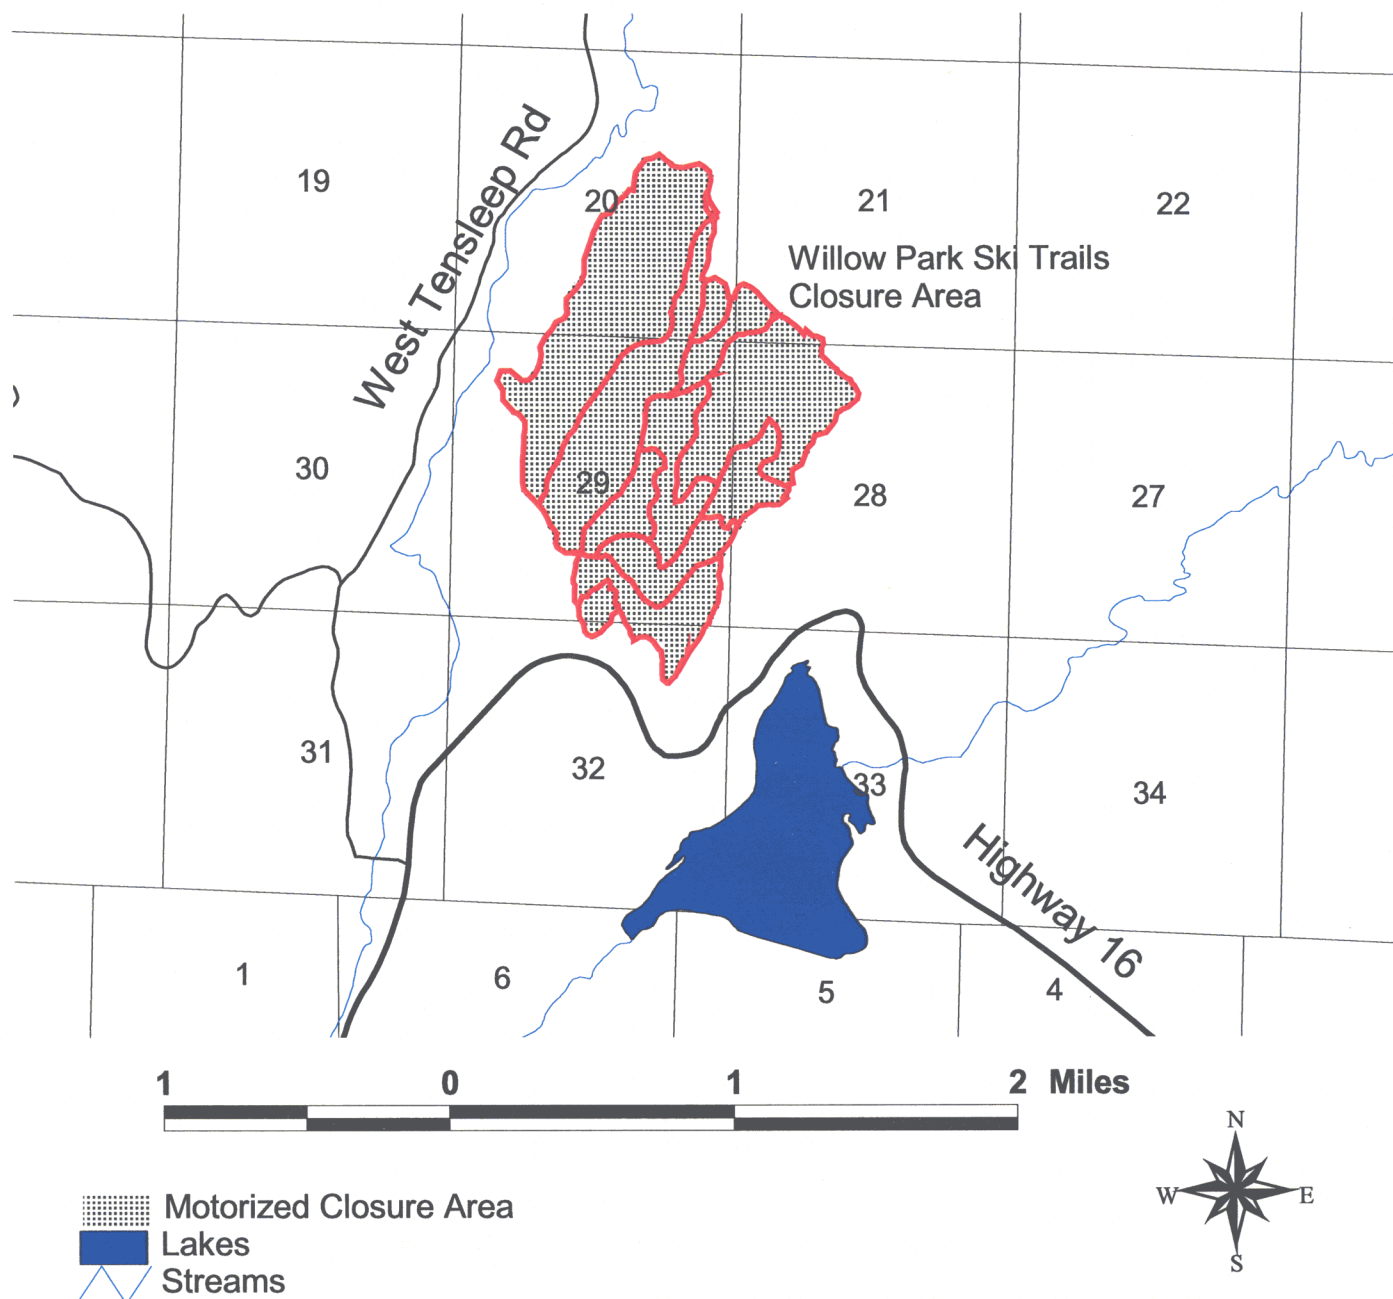 19
20
21
22
West Tensleep Rd
Willow Park Ski Trails
Closure Area
30
29
28
27
31
32
33
34
Highway 16
1
6
5
4
1 0 1 2 Miles
N
W E
S
Motorized Closure Area
Lakes
Streams